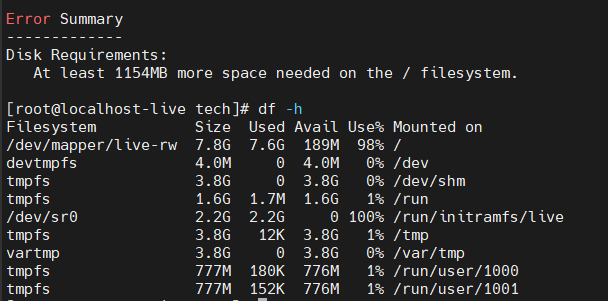 Error Summary
-------------
Disk Requirements:
   At least 1154MB more space needed on the / filesystem.

[root@localhost-live tech]# df -h
Filesystem           Size  Used Avail Use% Mounted on
/dev/mapper/live-rw  7.8G  7.6G  189M  98% /
devtmpfs             4.0M     0  4.0M   0% /dev
tmpfs                3.8G     0  3.8G   0% /dev/shm
tmpfs                1.6G  1.7M  1.6G   1% /run
/dev/sr0             2.2G  2.2G     0 100% /run/initramfs/live
tmpfs                3.8G   12K  3.8G   1% /tmp
vartmp               3.8G     0  3.8G   0% /var/tmp
tmpfs                777M  180K  776M   1% /run/user/1000
tmpfs                777M  152K  776M   1% /run/user/1001